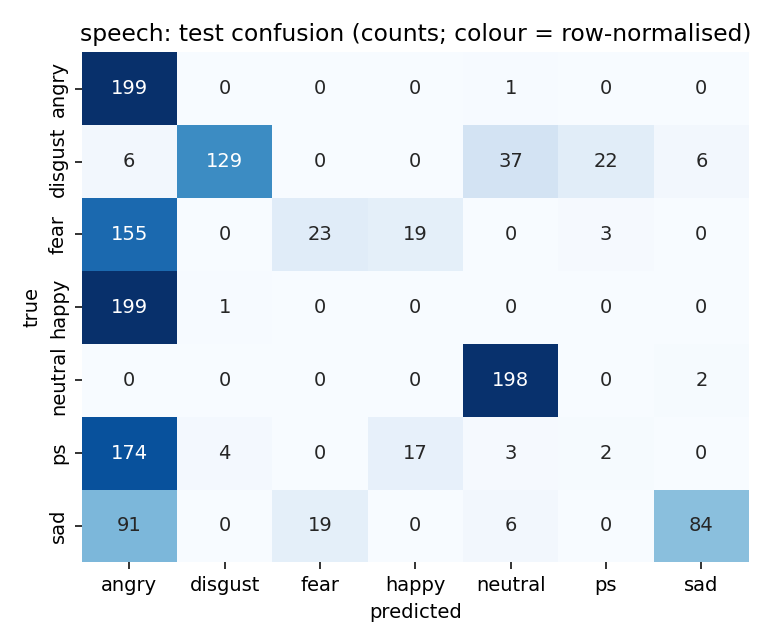 speech: test confusion (counts; colour = row-normalised)
angry 199 0 0 0 1 0 0
disgust 6 129 0 0 37 22 6
fear 155 0 23 19 0 3 0
happy 199 1 0 0 0 0 0
neutral 0 0 0 0 198 0 2
ps 174 4 0 17 3 2 0
sad 91 0 19 0 6 0 84
true
angry disgust fear happy neutral ps sad
predicted